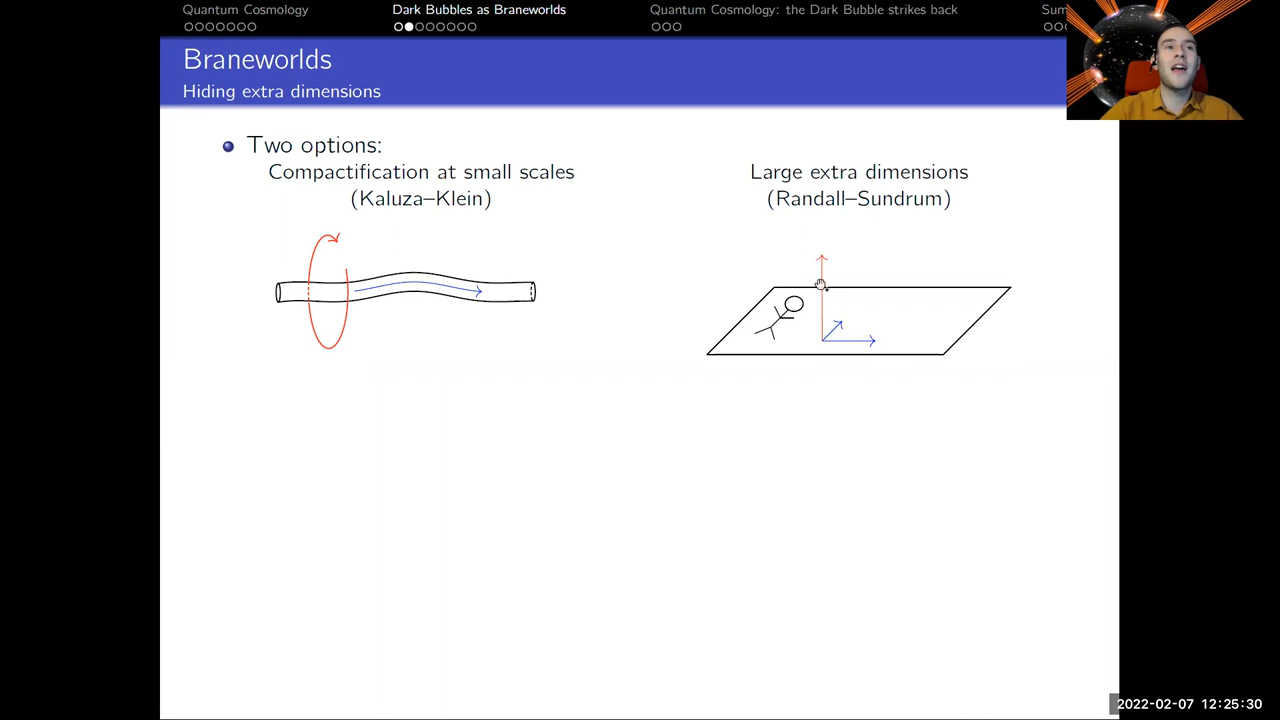 Quantum Cosmology
Dark Bubbles as Braneworlds
Quantum Cosmology: the Dark Bubble strikes back
Sum
Braneworlds
Hiding extra dimensions
Two options:
Compactification at small scales
(Kaluza–Klein)
Large extra dimensions
(Randall–Sundrum)
2022-02-07 12:25:30